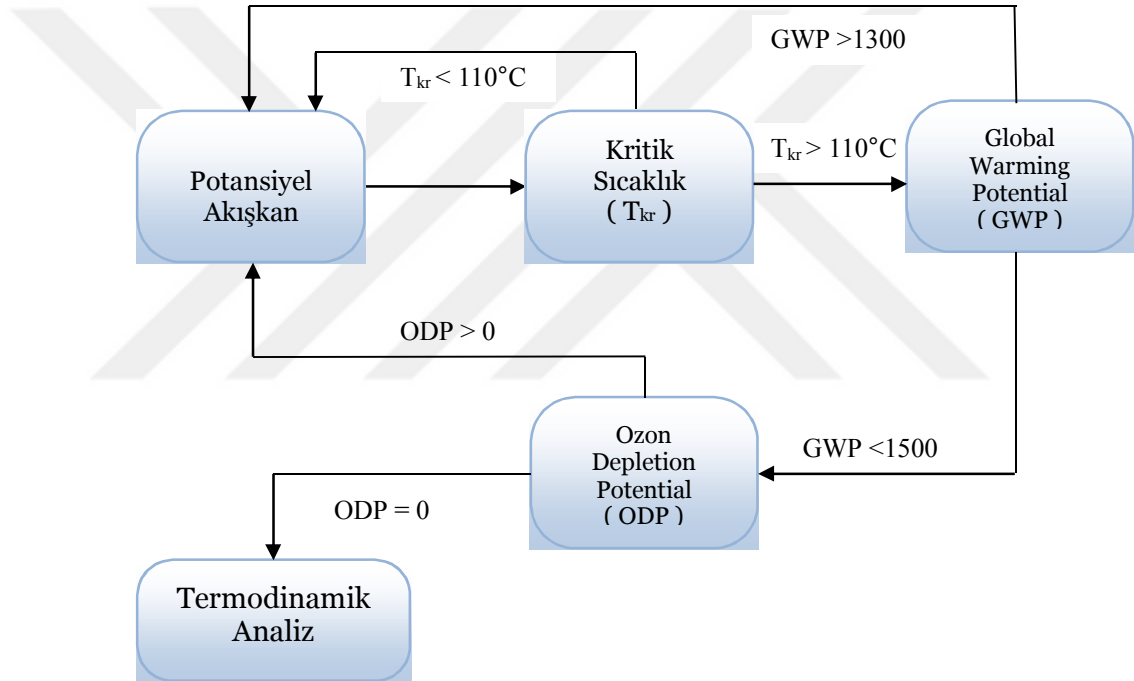 GWP >1300
Tkr < 110°C
Potansiyel
Akışkan
Kritik
Sıcaklık
( Tkr )
Tkr > 110°C
Global
Warming
Potential
( GWP )
ODP > 0
Ozon
Depletion
Potential
( ODP )
GWP <1500
ODP = 0
Termodinamik
Analiz